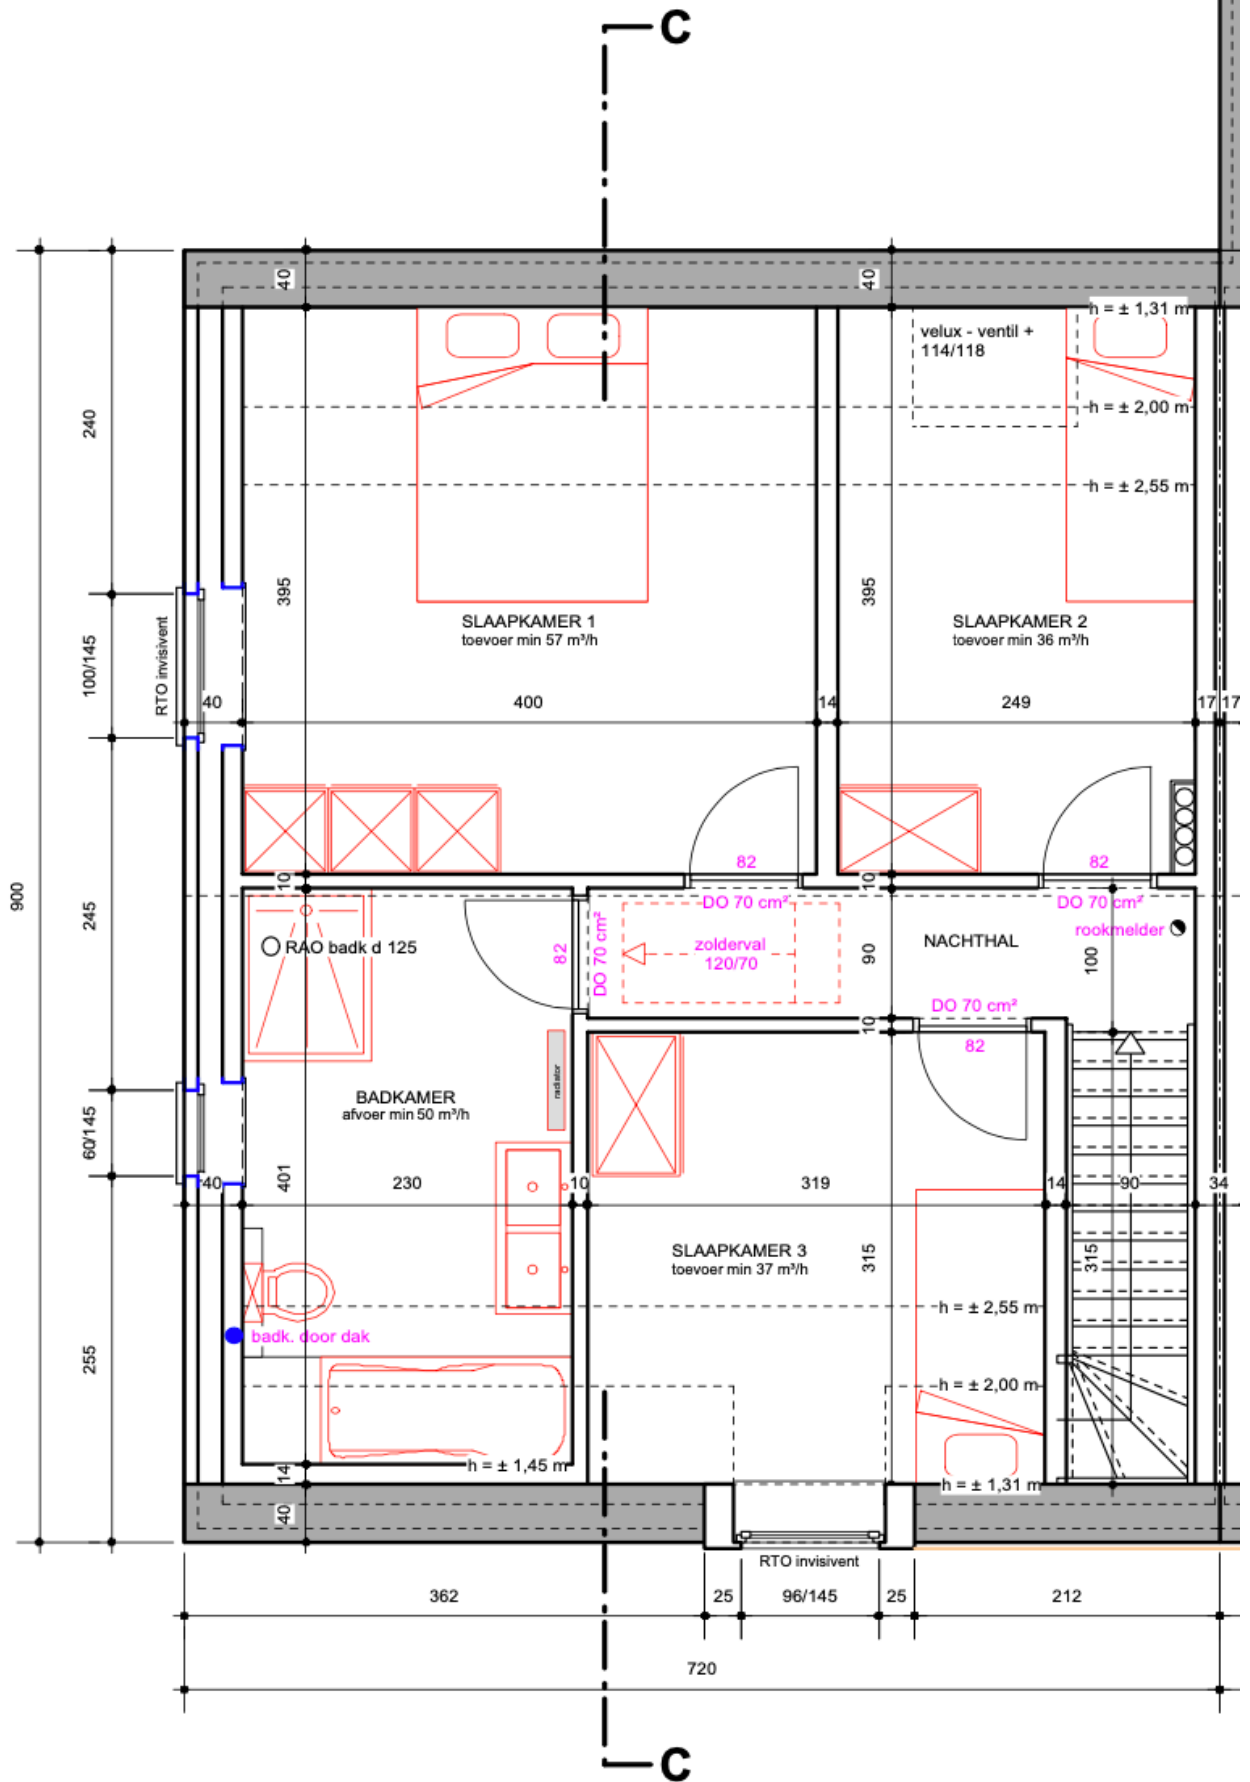 C
40
40
h = ± 1,31 m
velux - ventil +
114/118
h = ± 2,00 m
h = ± 2,55 m
240
395
395
SLAAPKAMER 1
toevoer min 57 m³/h
SLAAPKAMER 2
toevoer min 36 m³/h
100/145
RTO invisivent
40
400
14
249
17
17
82
82
900
10
10
DO 70 cm²
DO 70 cm²
245
RAO badk d 125
82
DO 70 cm²
zolderval
120/70
90
NACHTHAL
rookmelder
100
DO 70 cm²
10
82
radiator
BADKAMER
afvoer min 50 m³/h
60/145
40
401
230
10
319
14
90
34
SLAAPKAMER 3
toevoer min 37 m³/h
315
315
h = ± 2,55 m
badk. door dak
255
h = ± 2,00 m
h = ± 1,45 m
14
h = ± 1,31 m
40
RTO invisivent
362
25
96/145
25
212
720
C